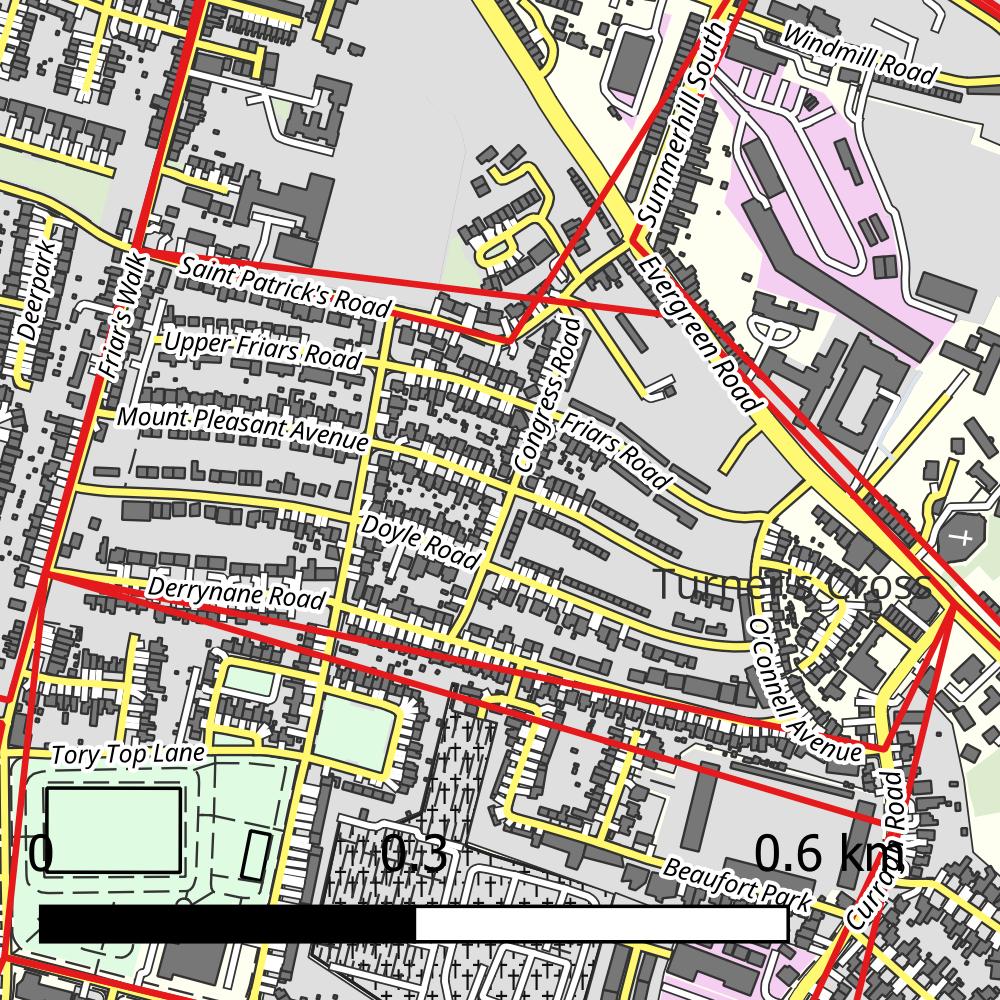 Windmill Road
Summerhill South
Deerpark
Friar's Walk
Saint Patrick's Road
Evergreen Road
Upper Friars Road
Congress Road
Mount Pleasant Avenue
Friars Road
Doyle Road
Turner's Cross
Derrynane Road
O'Connell Avenue
Tory Top Lane
Curragh Road
Beaufort Park
0 0.3 0.6 km